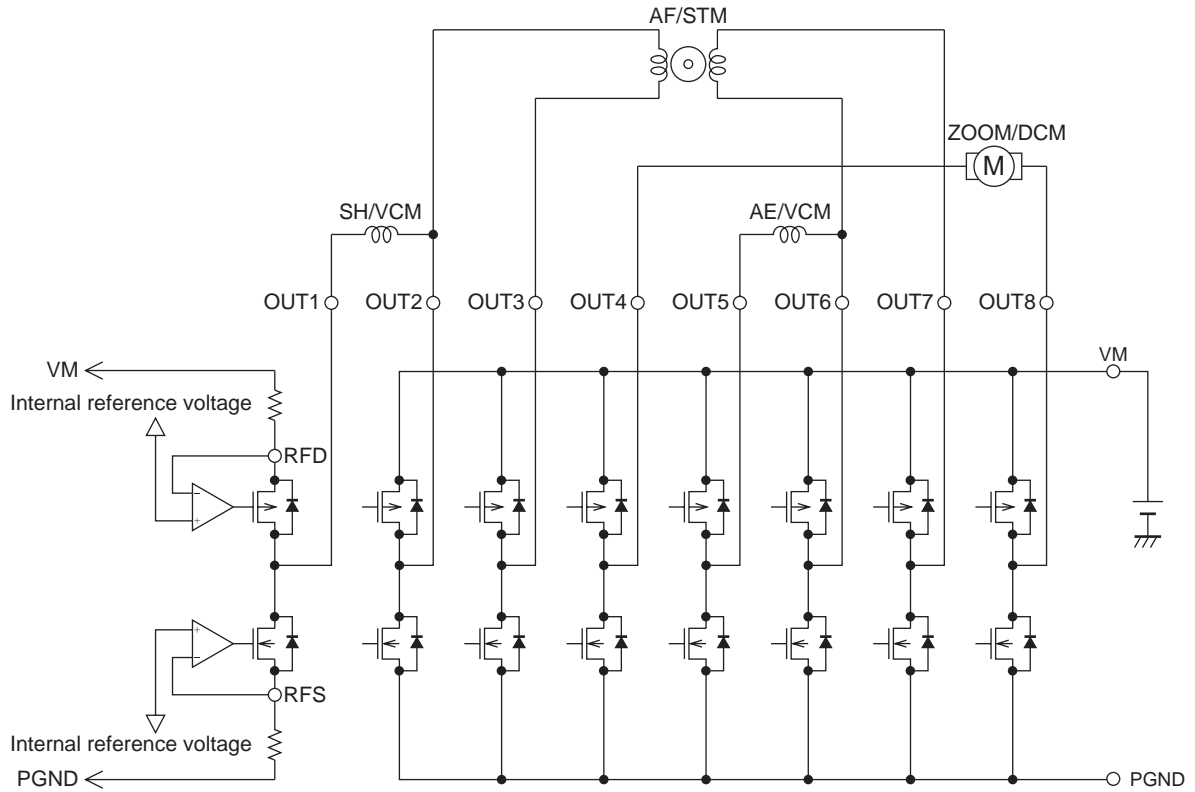 AF/STM
ZOOM/DCM
M
SH/VCM
AE/VCM
OUT1
OUT2
OUT3
OUT4
OUT5
OUT6
OUT7
OUT8
VM
VM
Internal reference voltage
RFD
−
+
+
−
RFS
Internal reference voltage
PGND
PGND